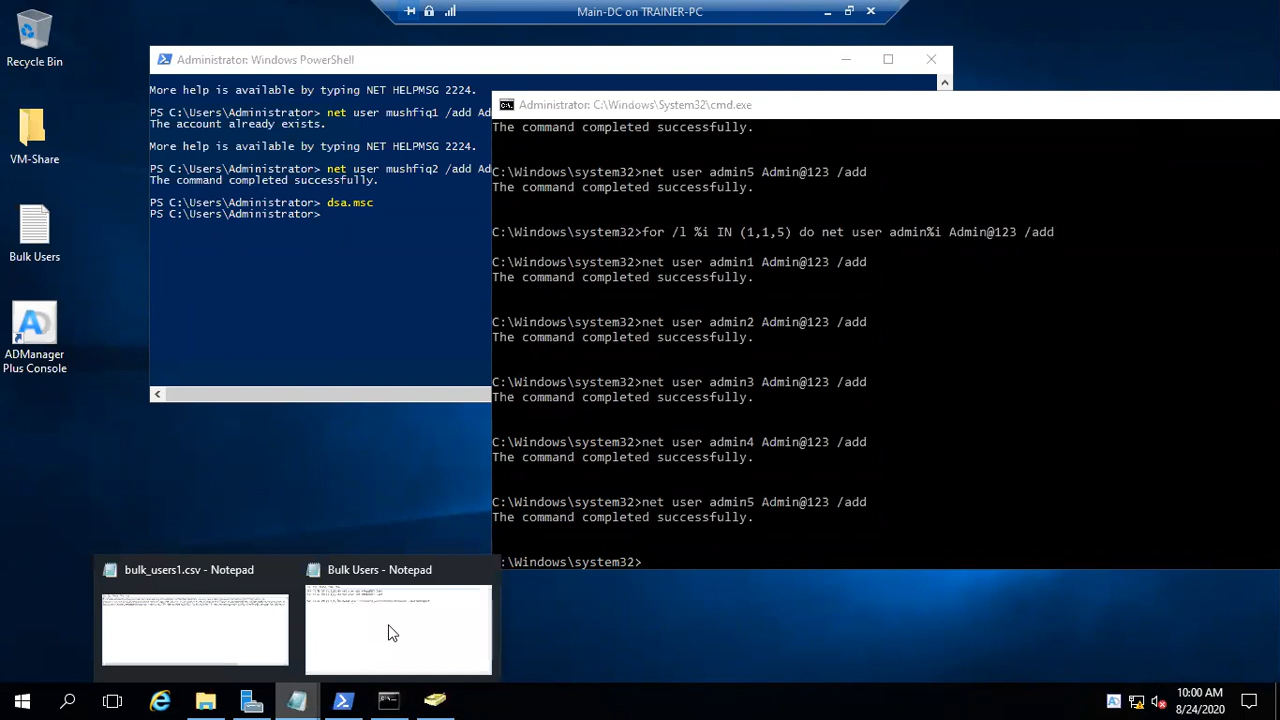 Main-DC on TRAINER-PC
Recycle Bin
VM-Share
Bulk Users
ADManager
Plus Console
Administrator: Windows PowerShell
More help is available by typing NET HELPMSG 2224.
PS C:\Users\Administrator> net user mushfiq1 /add Ad
The account already exists.
More help is available by typing NET HELPMSG 2224.
PS C:\Users\Administrator> net user mushfiq2 /add Ad
The command completed successfully.
PS C:\Users\Administrator> dsa.msc
PS C:\Users\Administrator>
Administrator: C:\Windows\System32\cmd.exe
The command completed successfully.
C:\Windows\system32>net user admin5 Admin@123 /add
The command completed successfully.
C:\Windows\system32>for /l %i IN (1,1,5) do net user admin%i Admin@123 /add
C:\Windows\system32>net user admin1 Admin@123 /add
The command completed successfully.
C:\Windows\system32>net user admin2 Admin@123 /add
The command completed successfully.
C:\Windows\system32>net user admin3 Admin@123 /add
The command completed successfully.
C:\Windows\system32>net user admin4 Admin@123 /add
The command completed successfully.
C:\Windows\system32>net user admin5 Admin@123 /add
The command completed successfully.
:\Windows\system32>
bulk_users1.csv - Notepad
Bulk Users - Notepad
10:00 AM
8/24/2020